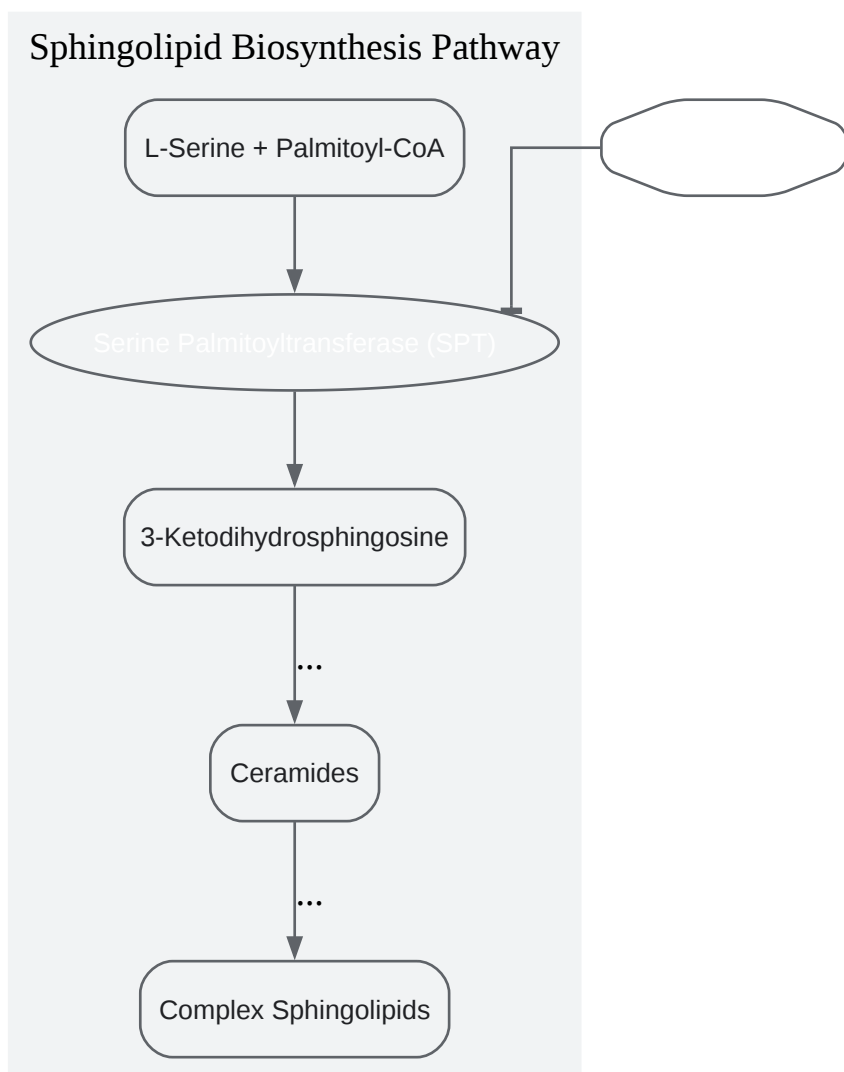 Sphingolipid Biosynthesis Pathway
L-Serine + Palmitoyl-CoA
Serine Palmitoyltransferase (SPT)
3-Ketodihydrosphingosine
...
Ceramides
...
Complex Sphingolipids